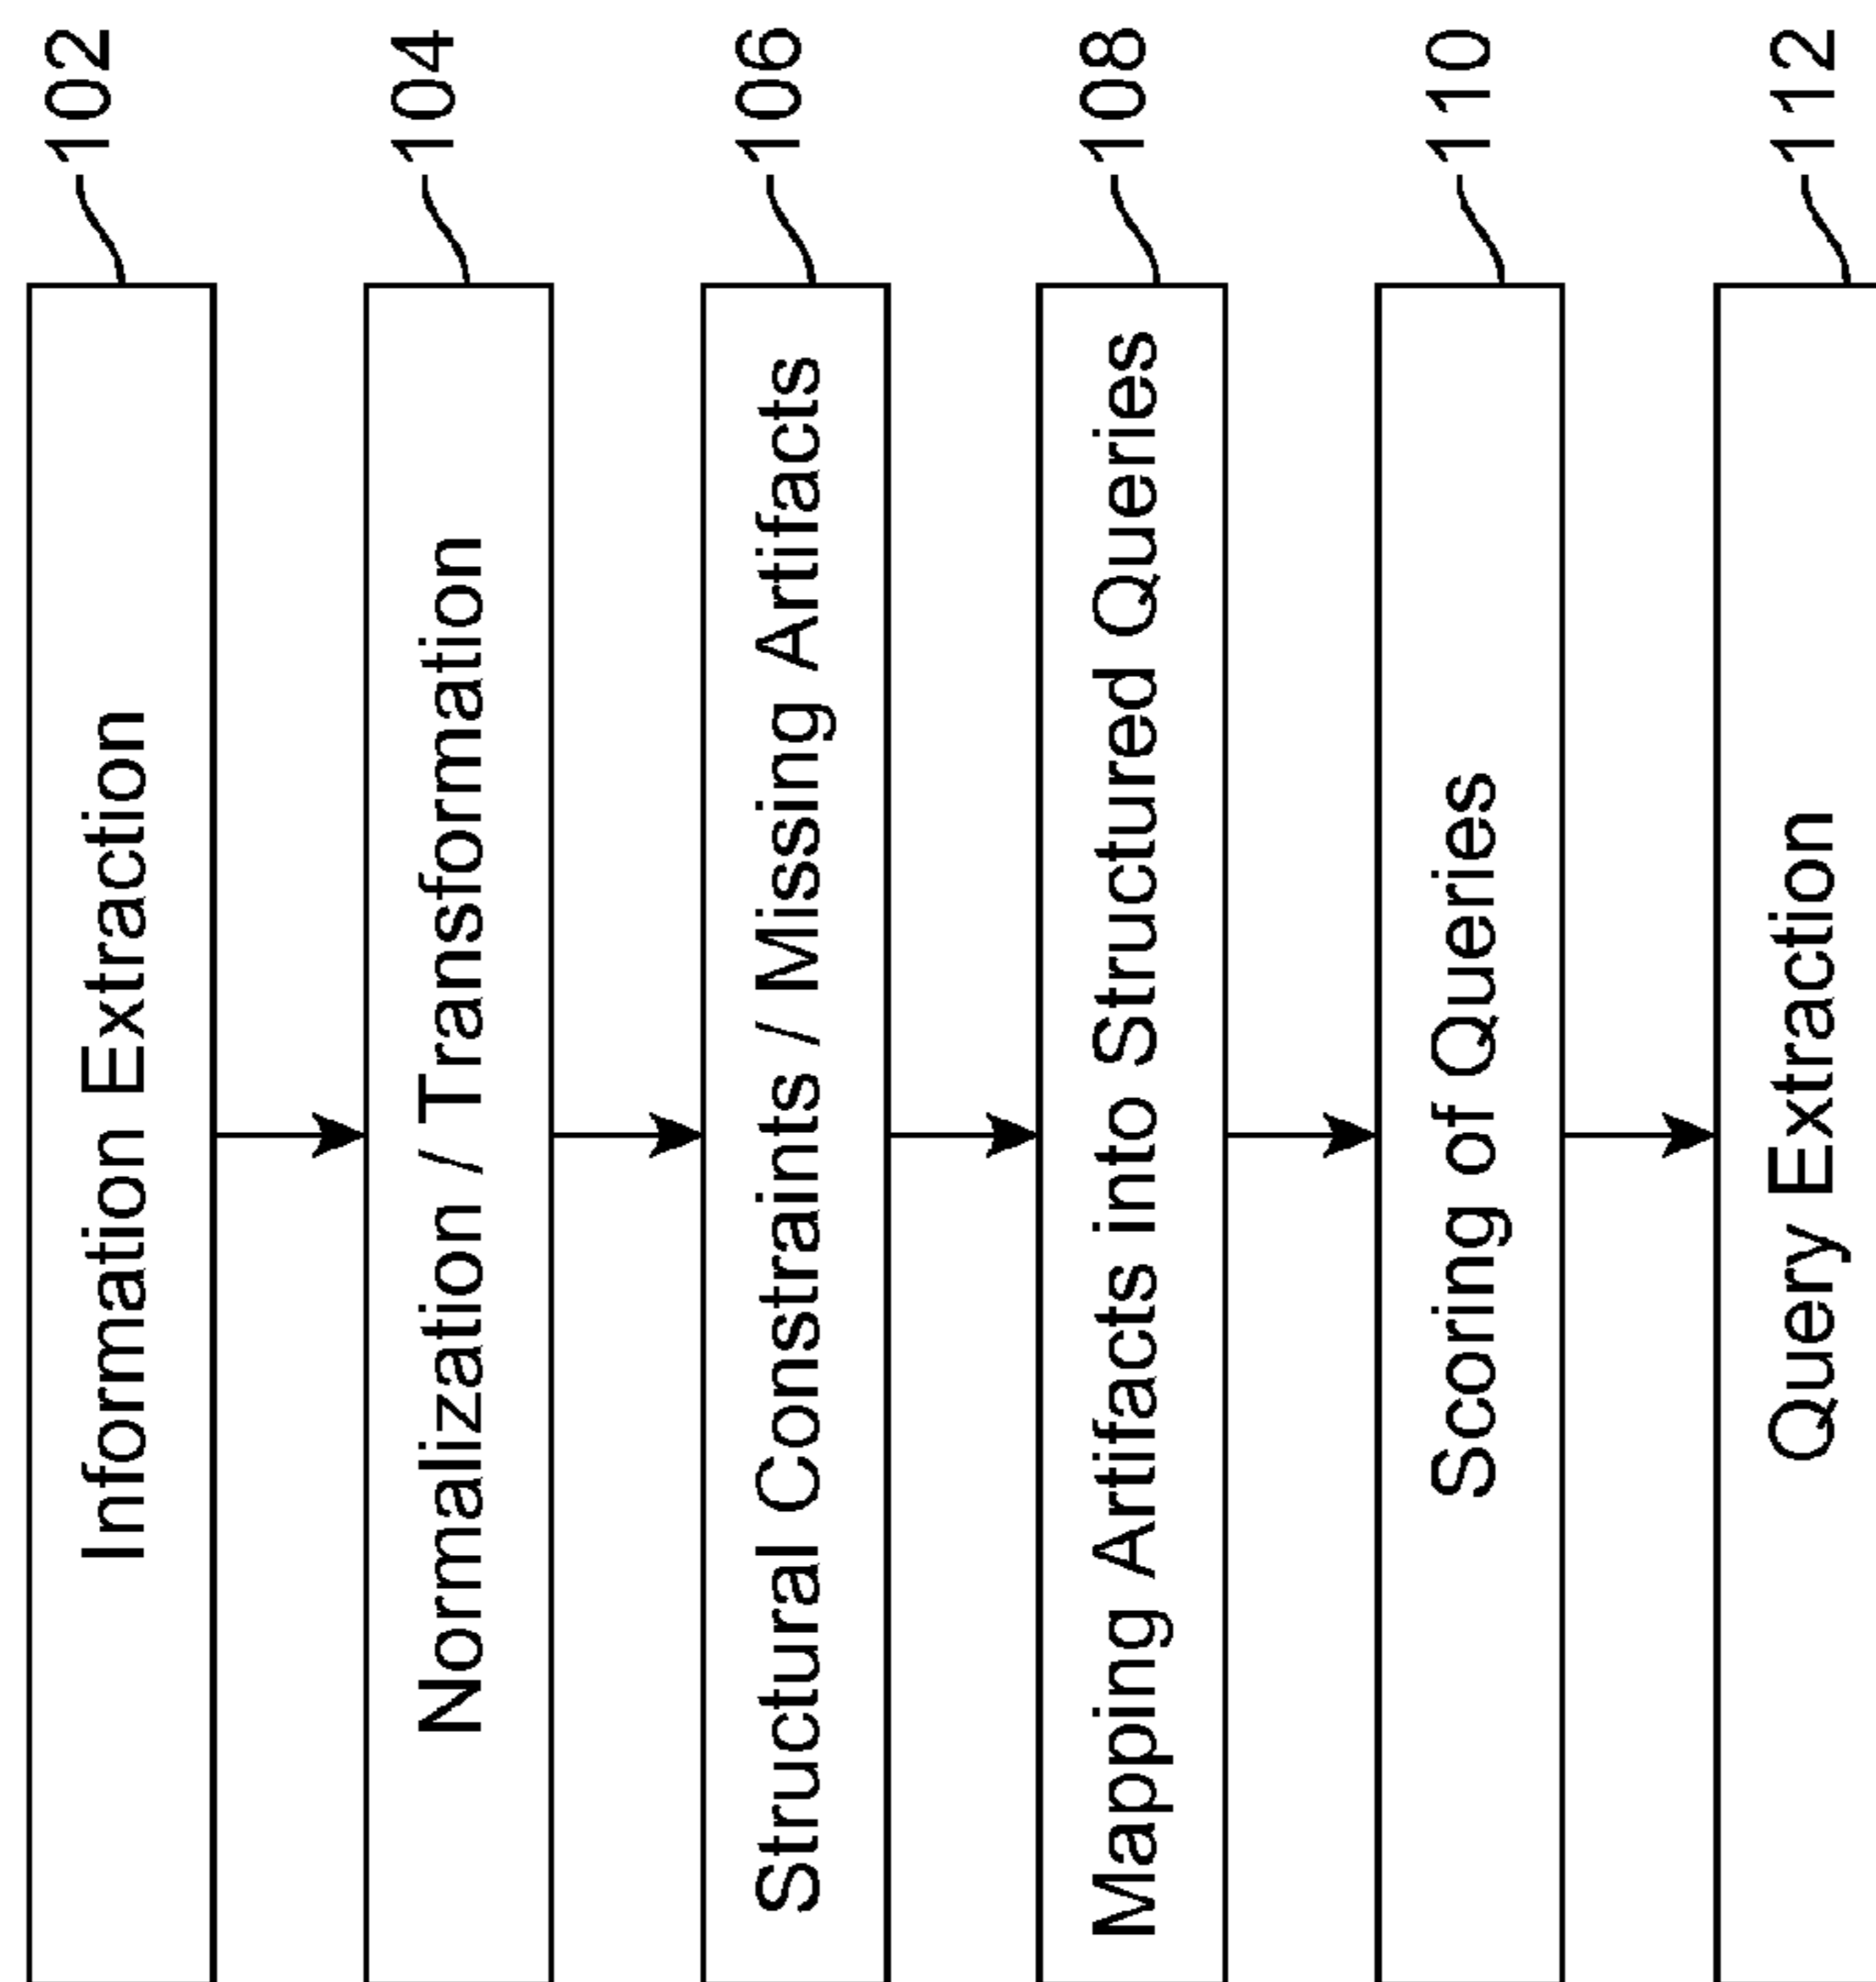 Information Extraction
102
Normalization / Transformation
104
Structural Constraints / Missing Artifacts
106
Mapping Artifacts into Structured Queries
108
Scoring of Queries
110
Query Extraction
112